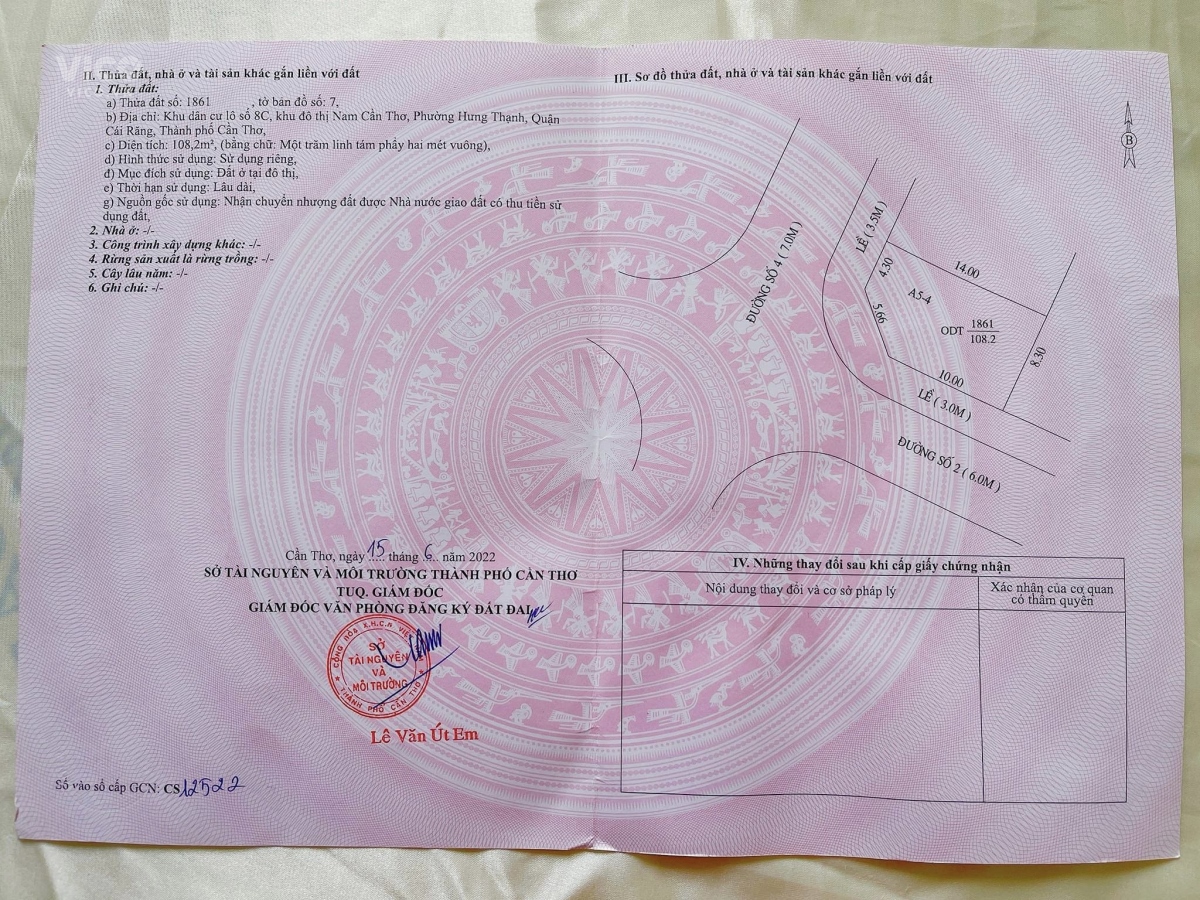 II. Thửa đất, nhà ở và tài sản khác gắn liền với đất
1. Thửa đất:
a) Thửa đất số: 1861 , tờ bản đồ số: 7,
b) Địa chỉ: Khu dân cư lô số 8C, khu đô thị Nam Cần Thơ, Phường Hưng Thạnh, Quận
Cái Răng, Thành phố Cần Thơ,
c) Diện tích: 108,2m², (bằng chữ: Một trăm linh tám phẩy hai mét vuông),
d) Hình thức sử dụng: Sử dụng riêng,
đ) Mục đích sử dụng: Đất ở tại đô thị,
e) Thời hạn sử dụng: Lâu dài,
g) Nguồn gốc sử dụng: Nhận chuyển nhượng đất được Nhà nước giao đất có thu tiền sử
dụng đất,
2. Nhà ở: -/-
3. Công trình xây dựng khác: -/-
4. Rừng sản xuất là rừng trồng: -/-
5. Cây lâu năm: -/-
6. Ghi chú: -/-
Cần Thơ, ngày 15 tháng 6 năm 2022
SỞ TÀI NGUYÊN VÀ MÔI TRƯỜNG THÀNH PHỐ CẦN THƠ
TUQ. GIÁM ĐỐC
GIÁM ĐỐC VĂN PHÒNG ĐĂNG KÝ ĐẤT ĐAI
CỘNG HÒA X.H.C.N VIỆT
SỞ
TÀI NGUYÊN
VÀ
MÔI TRƯỜNG
THÀNH PHỐ CẦN THƠ
Lê Văn Út Em
Số vào sổ cấp GCN: CS12522
III. Sơ đồ thửa đất, nhà ở và tài sản khác gắn liền với đất
B
ĐƯỜNG SỐ 4 ( 7.0M )
LỀ ( 3.5M )
4.30
14.00
A5-4
5.66
ODT 1861
108.2
8.30
10.00
LỀ ( 3.0M )
ĐƯỜNG SỐ 2 ( 6.0M )
IV. Những thay đổi sau khi cấp giấy chứng nhận
Nội dung thay đổi và cơ sở pháp lý
Xác nhận của cơ quan
có thẩm quyền